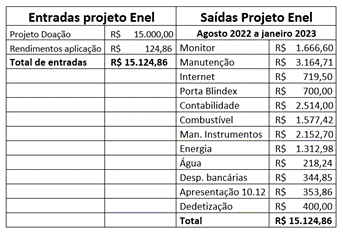 Entradas projeto Enel Saídas Projeto Enel
Projeto Doação R$ 15.000,00 Agosto 2022 a janeiro 2023
Rendimentos aplicação R$ 124,86 Monitor R$ 1.666,60
Total de entradas R$ 15.124,86 Manutenção R$ 3.164,71
Internet R$ 719,50
Porta Blindex R$ 700,00
Contabilidade R$ 2.514,00
Combustível R$ 1.577,42
Man. Instrumentos R$ 2.152,70
Energia R$ 1.312,98
Água R$ 218,24
Desp. bancárias R$ 344,85
Apresentação 10.12 R$ 353,86
Dedetização R$ 400,00
Total R$ 15.124,86